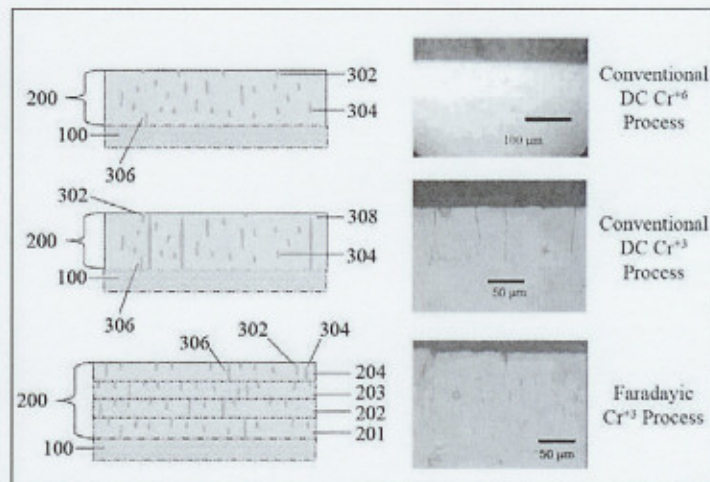 302
200
304
100
306
100 μm
Conventional
DC Cr+6
Process
302
308
200
304
100
306
50 μm
Conventional
DC Cr+3
Process
306
302
304
204
203
200
202
201
100
50 μm
Faradayic
Cr+3 Process